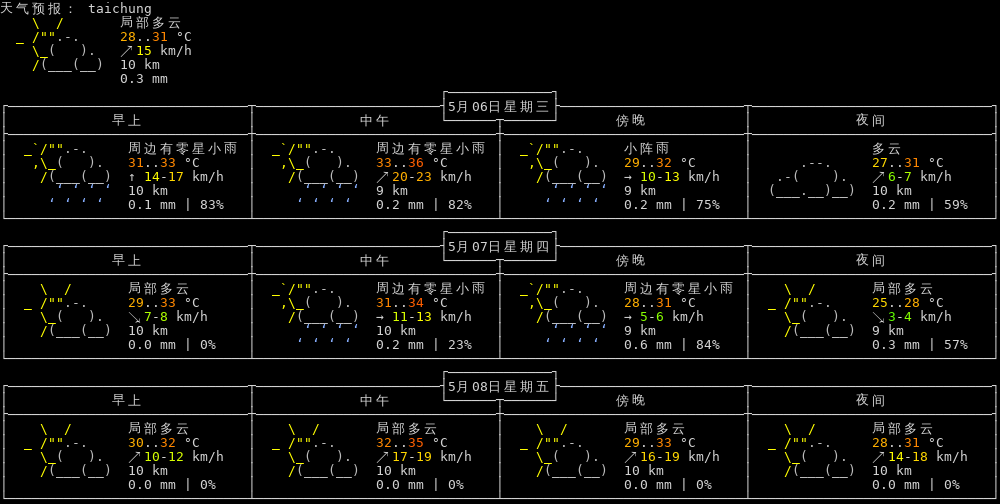 天气预报： taichung
局部多云
28..31 °C
↗15 km/h
10 km
0.3 mm
5月06日星期三
早上 中午 傍晚 夜间
周边有零星小雨 周边有零星小雨 小阵雨 多云
31..33 °C 33..36 °C 29..32 °C 27..31 °C
↑ 14-17 km/h ↗20-23 km/h → 10-13 km/h ↗6-7 km/h
10 km 9 km 9 km 10 km
0.1 mm | 83% 0.2 mm | 82% 0.2 mm | 75% 0.2 mm | 59%
5月07日星期四
早上 中午 傍晚 夜间
局部多云 周边有零星小雨 周边有零星小雨 局部多云
29..33 °C 31..34 °C 28..31 °C 25..28 °C
↘7-8 km/h → 11-13 km/h → 5-6 km/h ↘3-4 km/h
10 km 10 km 9 km 9 km
0.0 mm | 0% 0.2 mm | 23% 0.6 mm | 84% 0.3 mm | 57%
5月08日星期五
早上 中午 傍晚 夜间
局部多云 局部多云 局部多云 局部多云
30..32 °C 32..35 °C 29..33 °C 28..31 °C
↗10-12 km/h ↗17-19 km/h ↗16-19 km/h ↗14-18 km/h
10 km 10 km 10 km 10 km
0.0 mm | 0% 0.0 mm | 0% 0.0 mm | 0% 0.0 mm | 0%